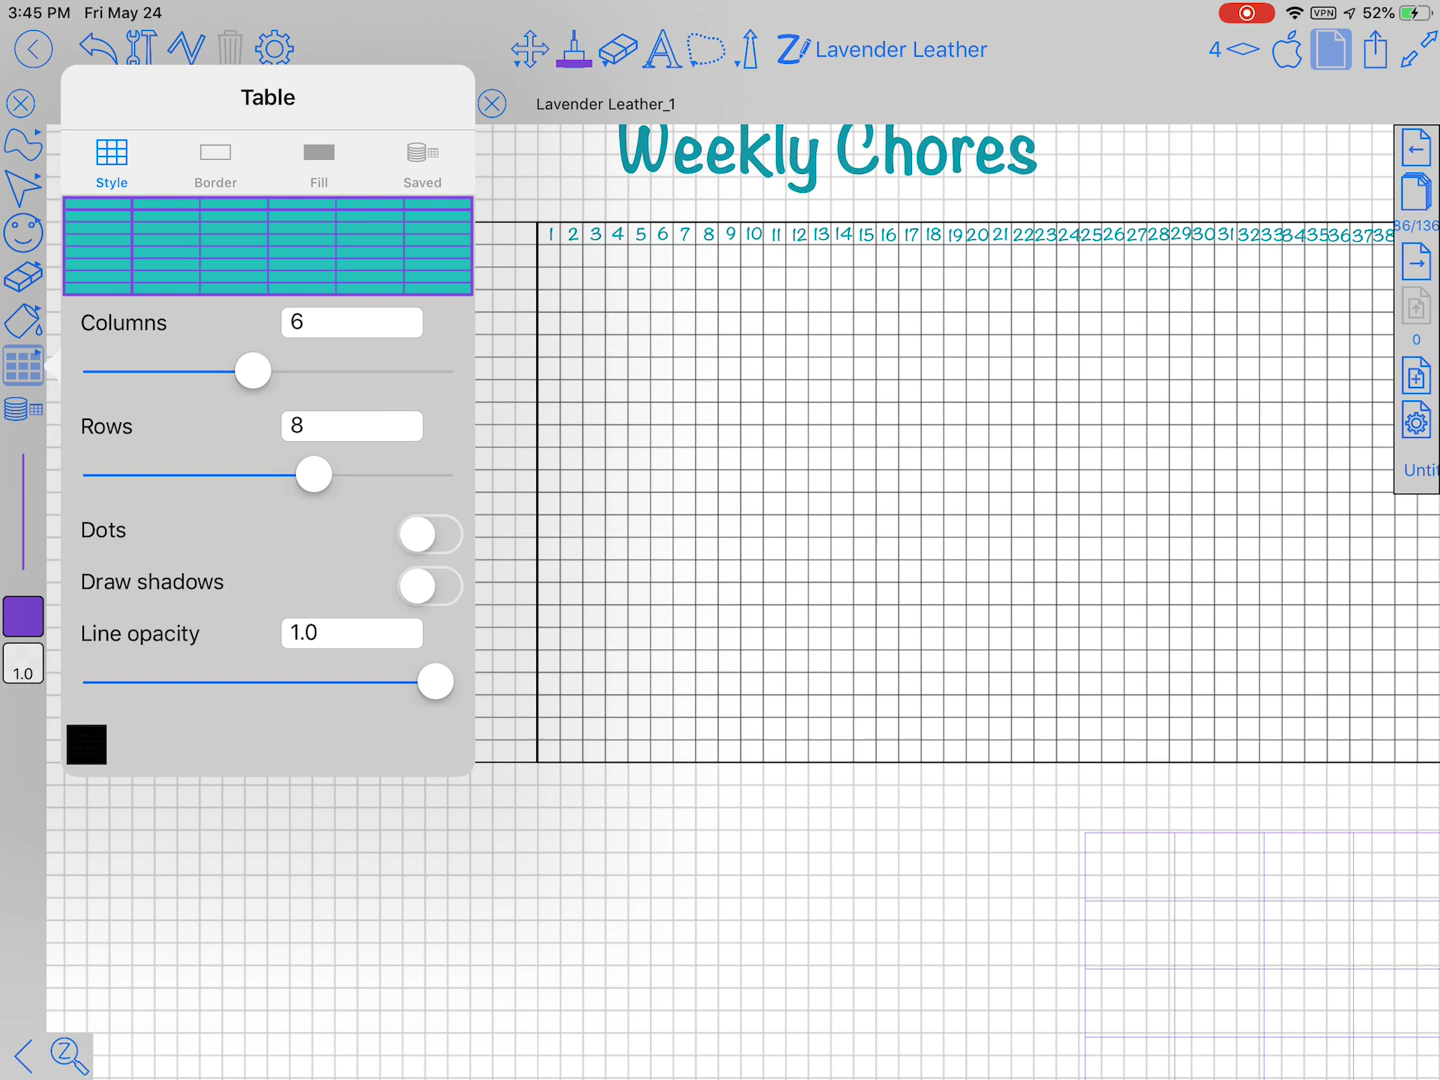 3:45 PM Fri May 24
VPN 52%
Lavender Leather
4
Table
Lavender Leather_1
Style Border Fill Saved
Weekly Chores
1 2 3 4 5 6 7 8 9 10 11 12 13 14 15 16 17 18 19 20 21 22 23 24 25 26 27 28 29 30 31 32 33 34 35 36 37 38
86/136
Columns 6
0
Rows 8
Untit
Dots
Draw shadows
Line opacity 1.0
1.0